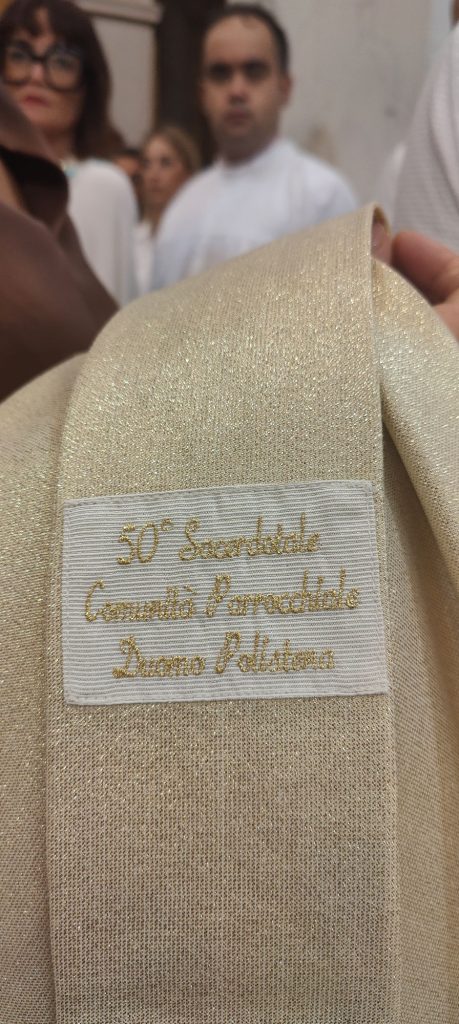 50° Sacerdotale
Comunità Parrocchiale
Duomo Polistena